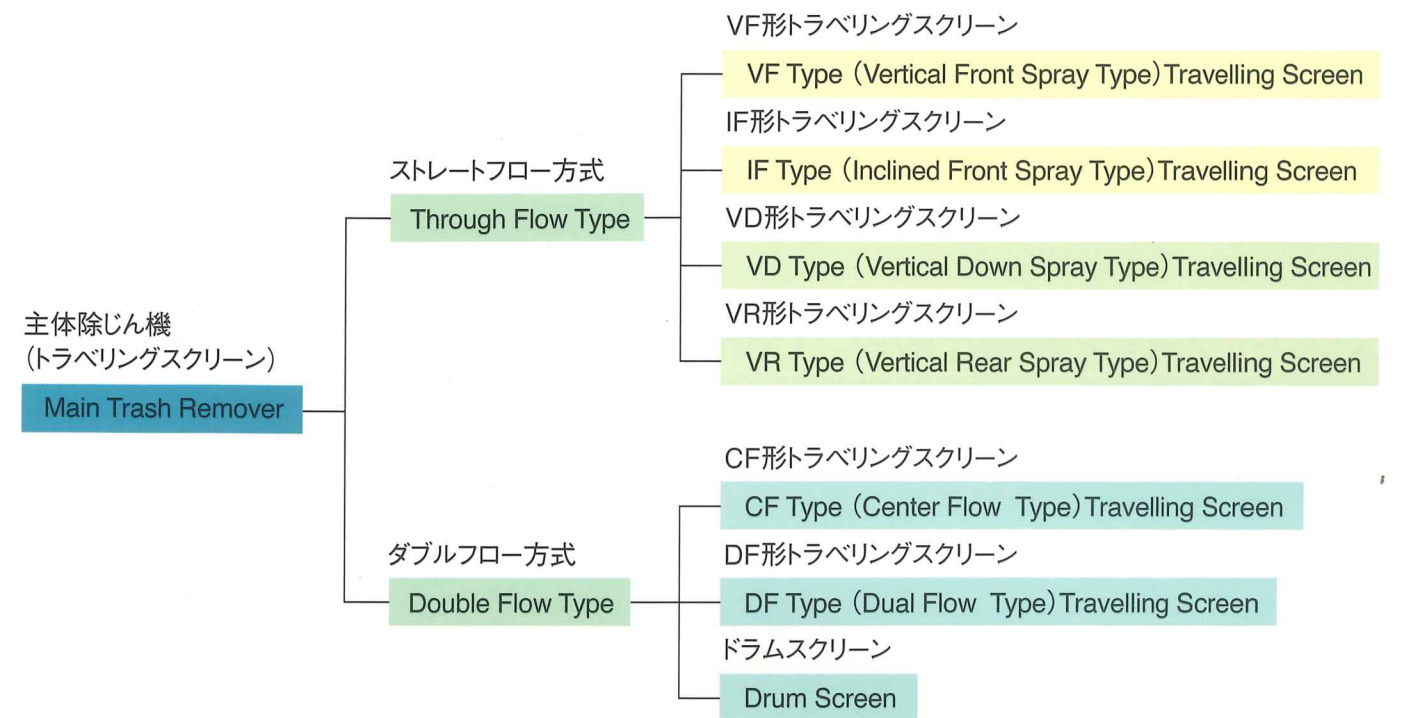 VF形トラベリングスクリーン
VF Type (Vertical Front Spray Type)Travelling Screen
IF形トラベリングスクリーン
IF Type (Inclined Front Spray Type)Travelling Screen
ストレートフロー方式
Through Flow Type
VD形トラベリングスクリーン
VD Type (Vertical Down Spray Type)Travelling Screen
VR形トラベリングスクリーン
VR Type (Vertical Rear Spray Type)Travelling Screen
主体除じん機
(トラベリングスクリーン)
Main Trash Remover
CF形トラベリングスクリーン
CF Type (Center Flow Type)Travelling Screen
ダブルフロー方式
Double Flow Type
DF形トラベリングスクリーン
DF Type (Dual Flow Type)Travelling Screen
ドラムスクリーン
Drum Screen